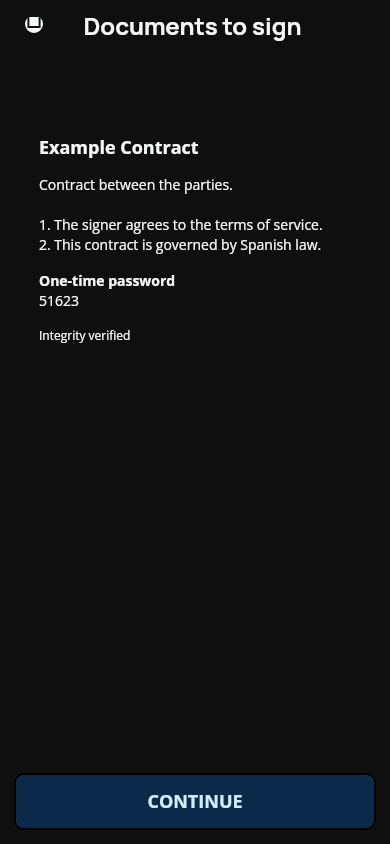 Documents to sign
Example Contract
Contract between the parties.
1. The signer agrees to the terms of service.
2. This contract is governed by Spanish law.
One-time password
51623
Integrity verified
CONTINUE